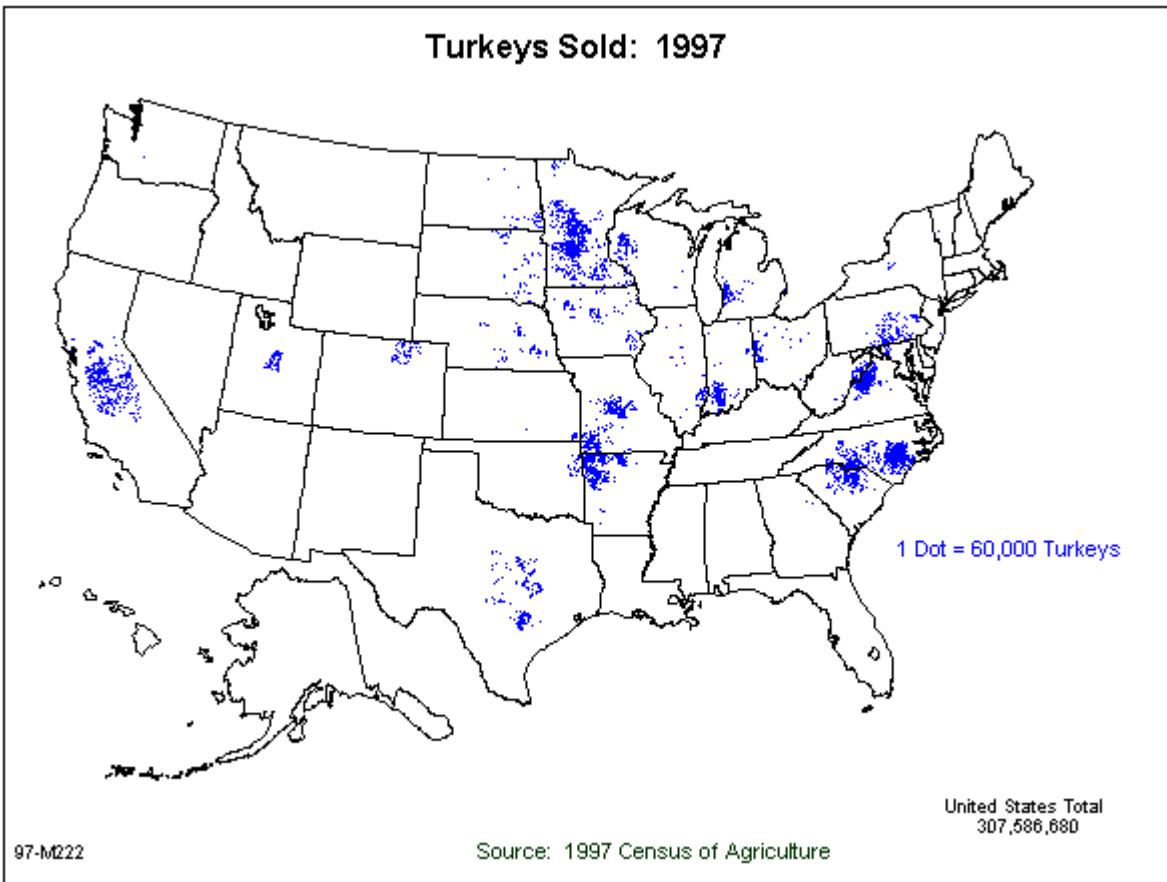 Turkeys Sold: 1997
1 Dot = 60,000 Turkeys
United States Total
307,586,680
97-M222
Source: 1997 Census of Agriculture